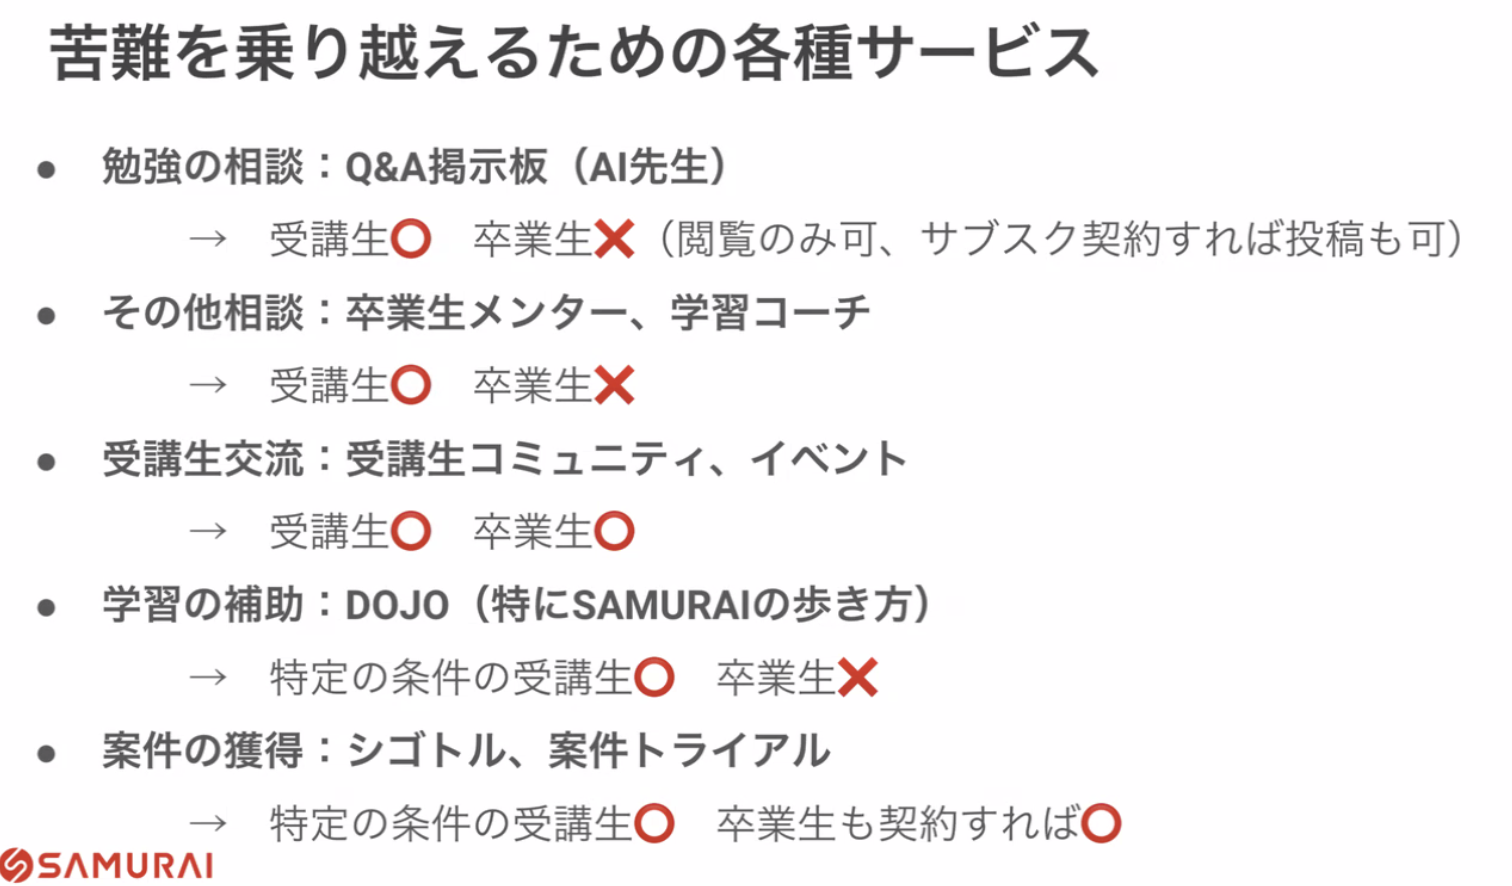 苦難を乗り越えるための各種サービス
● 勉強の相談：Q&A掲示板（AI先生）
→ 受講生⭕ 卒業生❌（閲覧のみ可、サブスク契約すれば投稿も可）
● その他相談：卒業生メンター、学習コーチ
→ 受講生⭕ 卒業生❌
● 受講生交流：受講生コミュニティ、イベント
→ 受講生⭕ 卒業生⭕
● 学習の補助：DOJO（特にSAMURAIの歩き方）
→ 特定の条件の受講生⭕ 卒業生❌
● 案件の獲得：シゴトル、案件トライアル
→ 特定の条件の受講生⭕ 卒業生も契約すれば⭕
SAMURAI